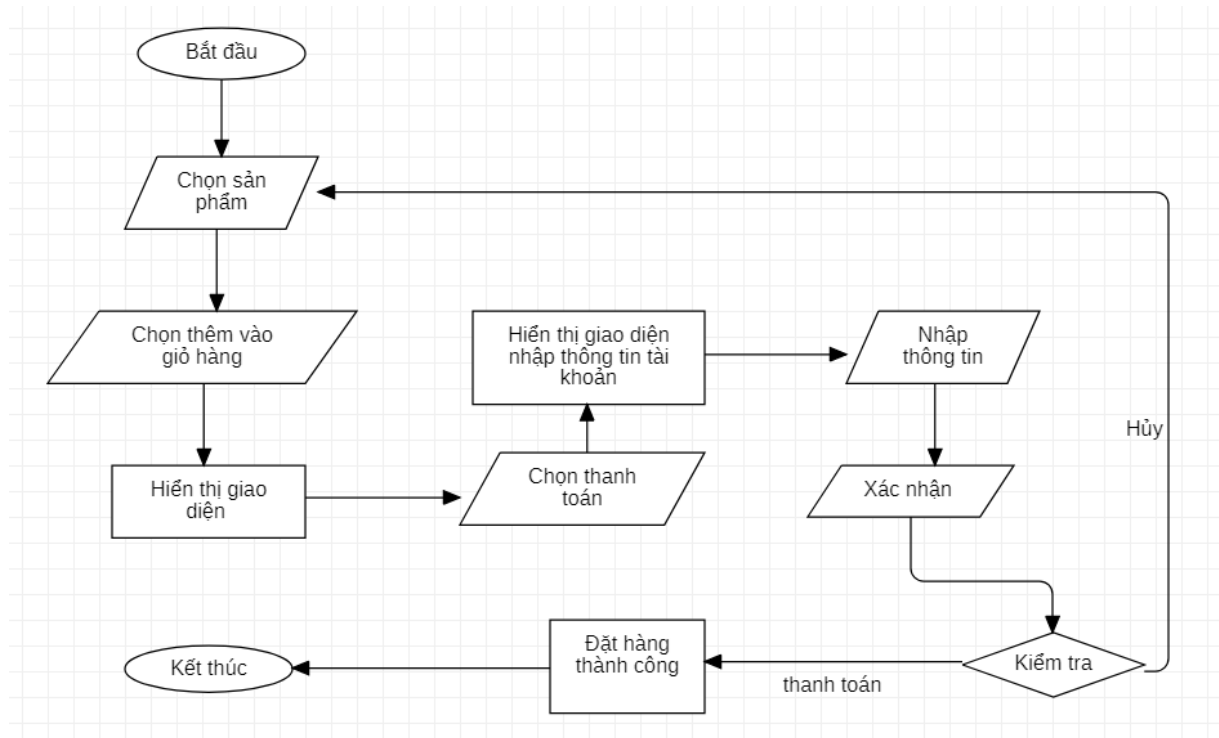 Bắt đầu
Chọn sản
phẩm
Chọn thêm vào
giỏ hàng
Hiển thị giao
diện
Chọn thanh
toán
Hiển thị giao diện
nhập thông tin tài
khoản
Nhập
thông tin
Xác nhận
Kiểm tra
Hủy
thanh toán
Đặt hàng
thành công
Kết thúc